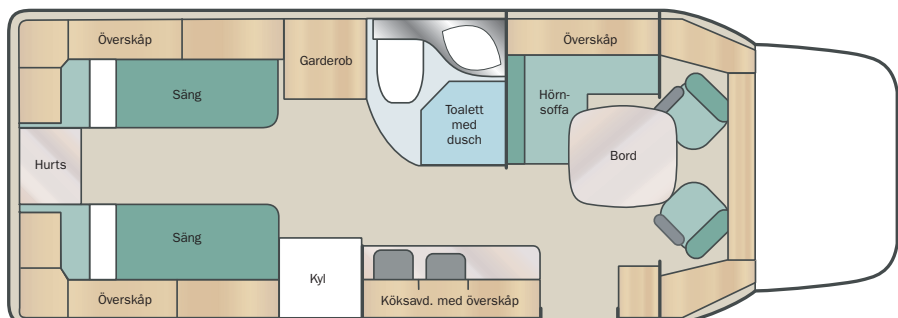 Överskåp
Överskåp
Garderob
Säng
Hörn-
soffa
Toalett
med
dusch
Bord
Hurts
Säng
Kyl
Överskåp
Köksavd. med överskåp